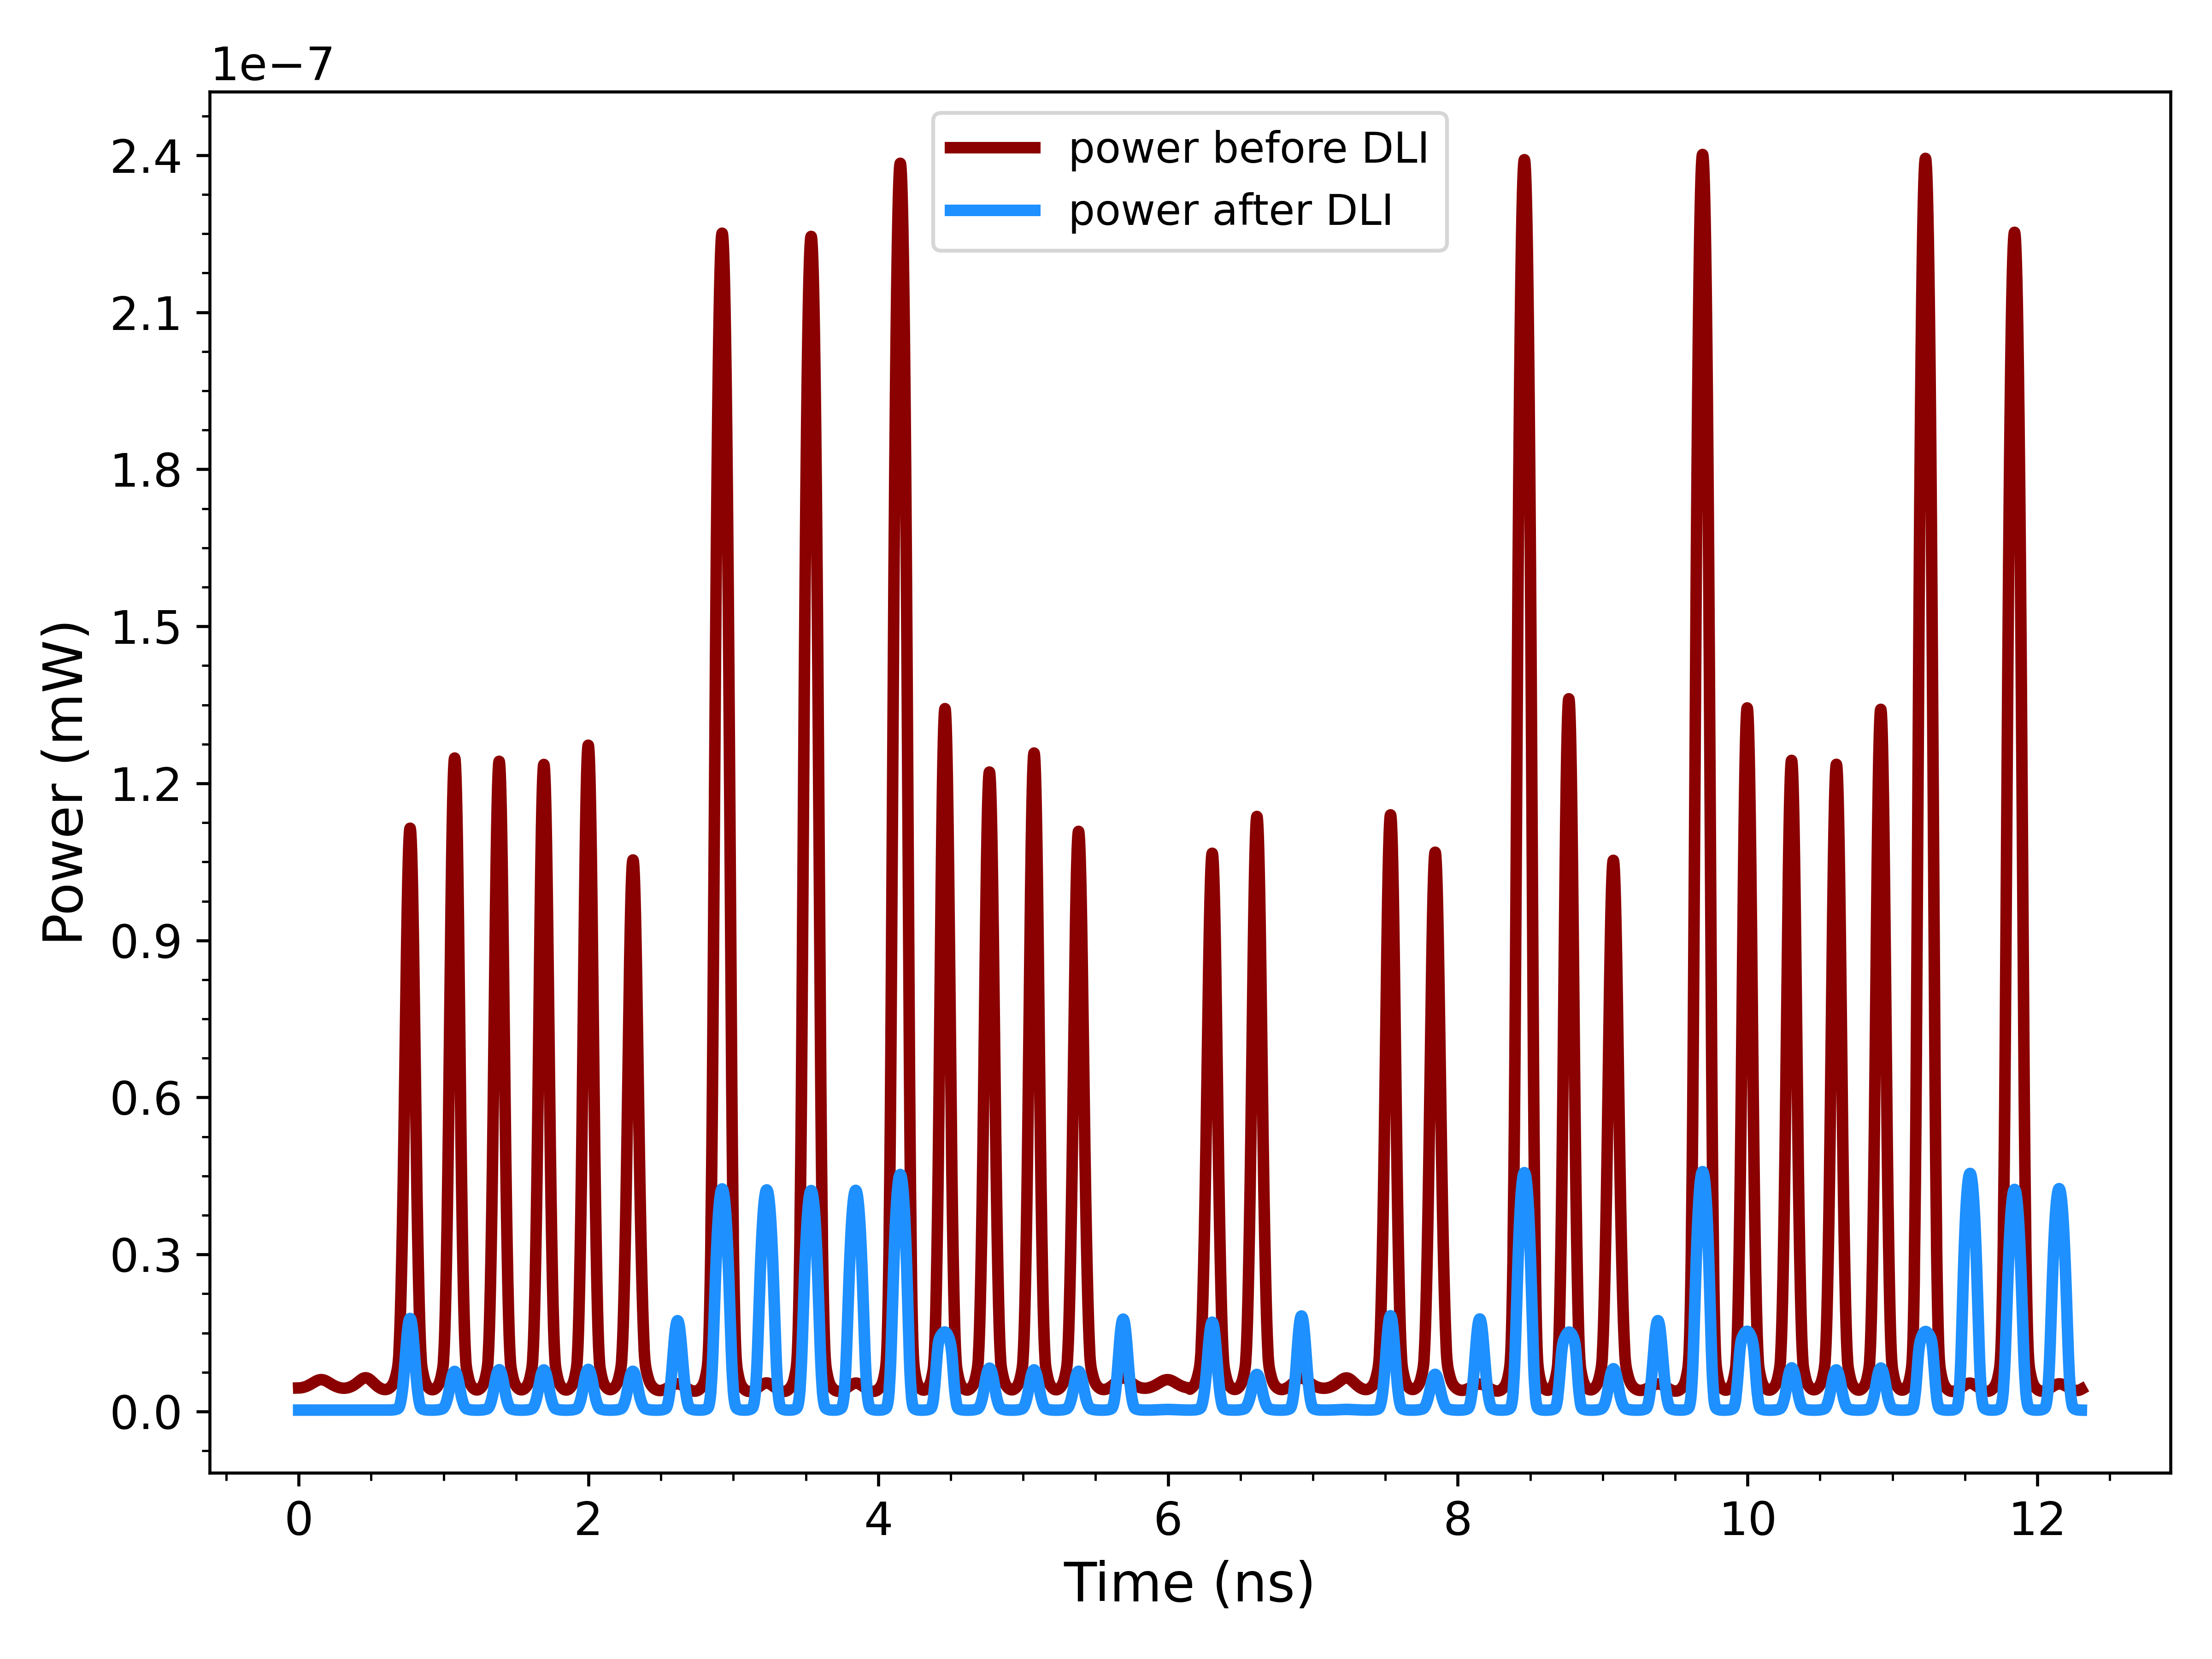 1e−7
power before DLI
power after DLI
2.4
2.1
1.8
1.5
1.2
0.9
0.6
0.3
0.0
Power (mW)
0 2 4 6 8 10 12
Time (ns)